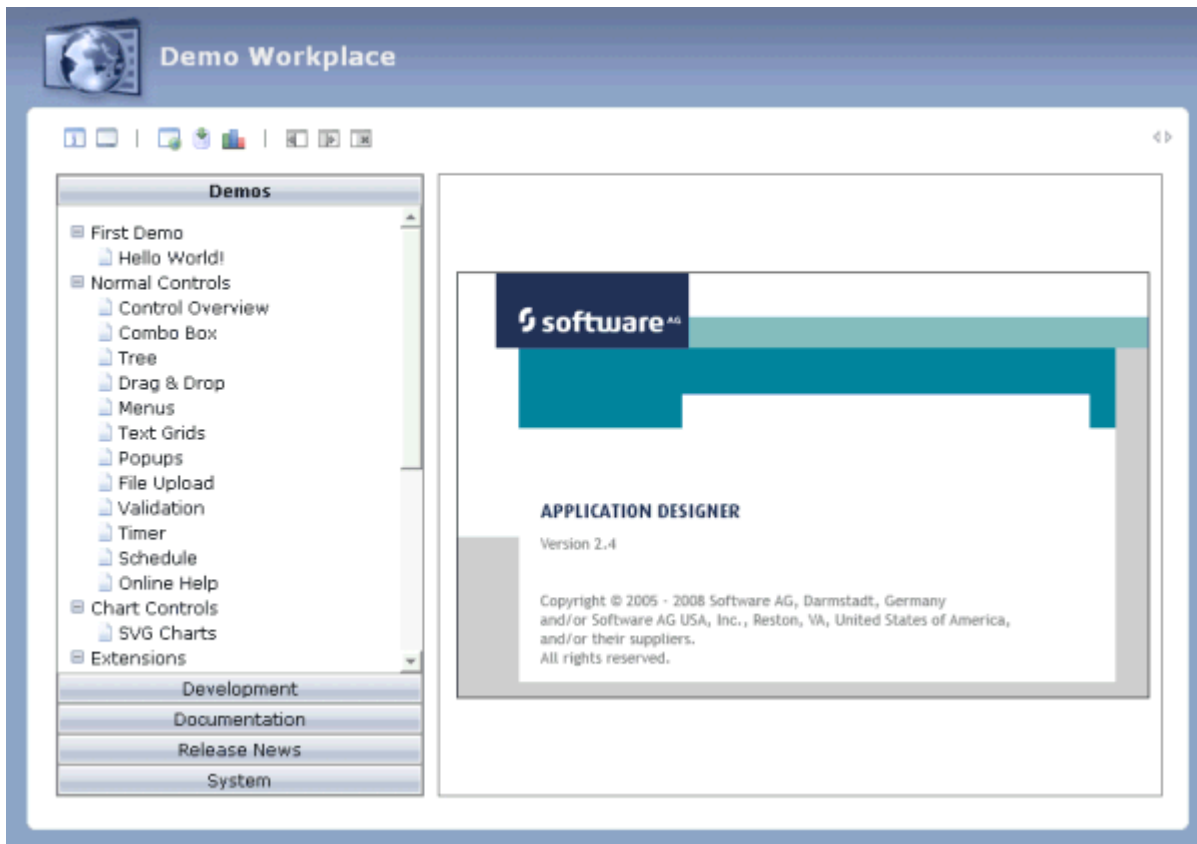 Demo Workplace
Demos
First Demo
Hello World!
Normal Controls
Control Overview
Combo Box
Tree
Drag & Drop
Menus
Text Grids
Popups
File Upload
Validation
Timer
Schedule
Online Help
Chart Controls
SVG Charts
Extensions
Development
Documentation
Release News
System
software AG
APPLICATION DESIGNER
Version 2.4
Copyright © 2005 - 2008 Software AG, Darmstadt, Germany
and/or Software AG USA, Inc., Reston, VA, United States of America,
and/or their suppliers.
All rights reserved.